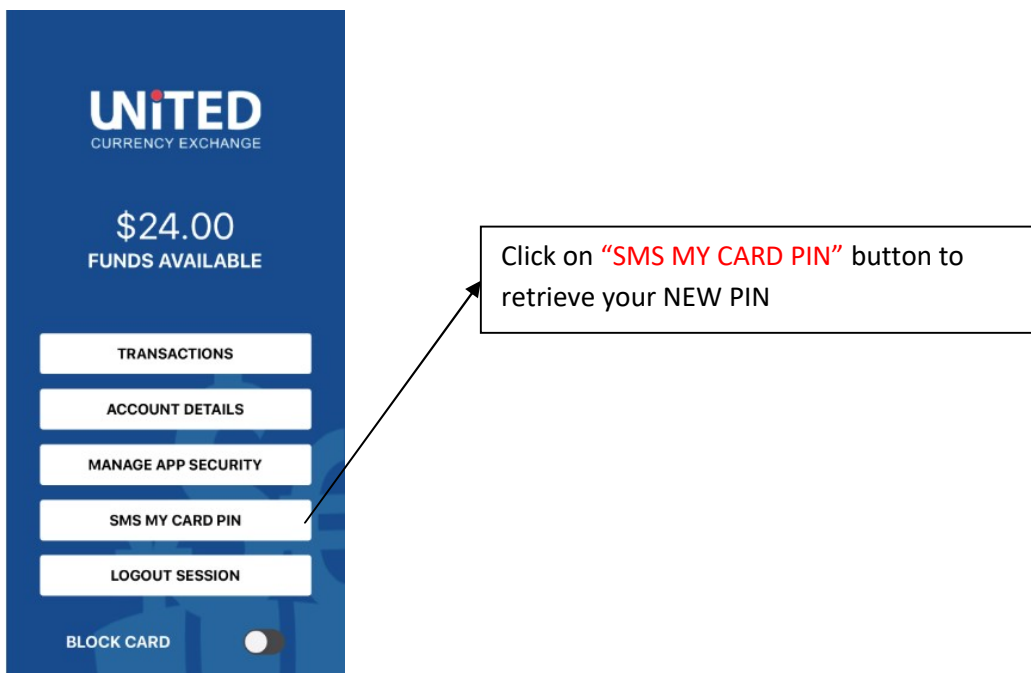 UNiTED
CURRENCY EXCHANGE
$24.00
FUNDS AVAILABLE
TRANSACTIONS
ACCOUNT DETAILS
MANAGE APP SECURITY
SMS MY CARD PIN
LOGOUT SESSION
BLOCK CARD
Click on “SMS MY CARD PIN” button to
retrieve your NEW PIN